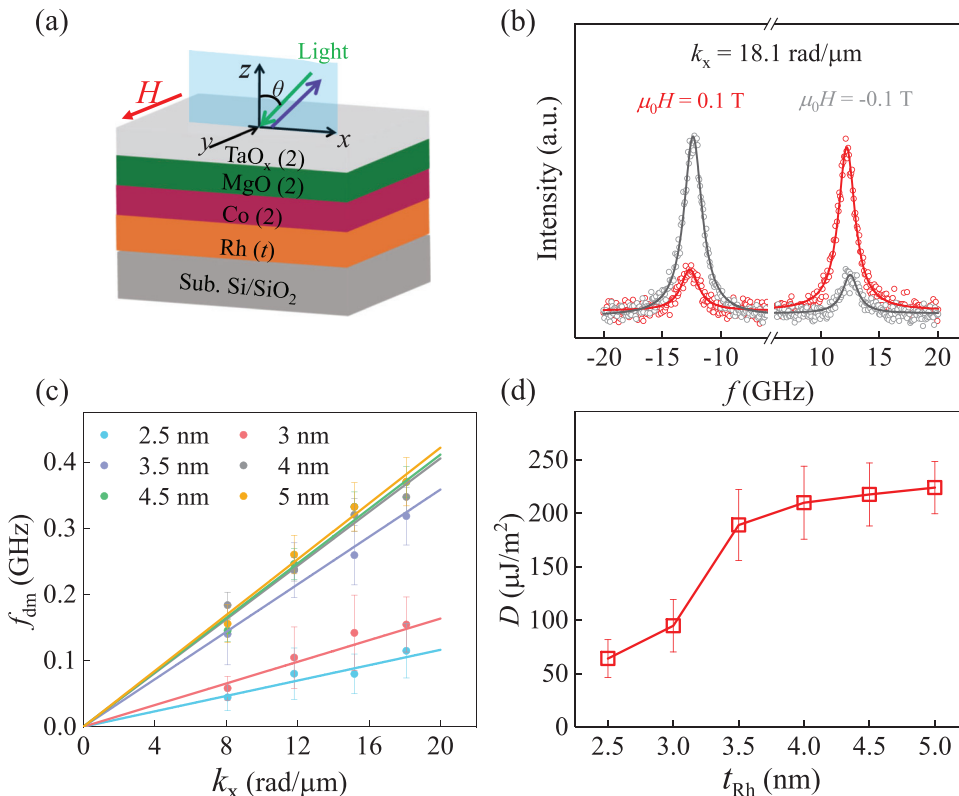 (a)
z
θ
Light
H
x
y
TaOₓ (2)
MgO (2)
Co (2)
Rh (t)
Sub. Si/SiO₂
(b)
kₓ = 18.1 rad/μm
μ₀H = 0.1 T
μ₀H = -0.1 T
Intensity (a.u.)
-20 -15 -10 10 15 20
f (GHz)
(c)
2.5 nm 3 nm
3.5 nm 4 nm
4.5 nm 5 nm
f_dm (GHz)
0.4
0.3
0.2
0.1
0.0
0 4 8 12 16 20
kₓ (rad/μm)
(d)
D (μJ/m²)
250
200
150
100
50
0
2.5 3.0 3.5 4.0 4.5 5.0
t_Rh (nm)